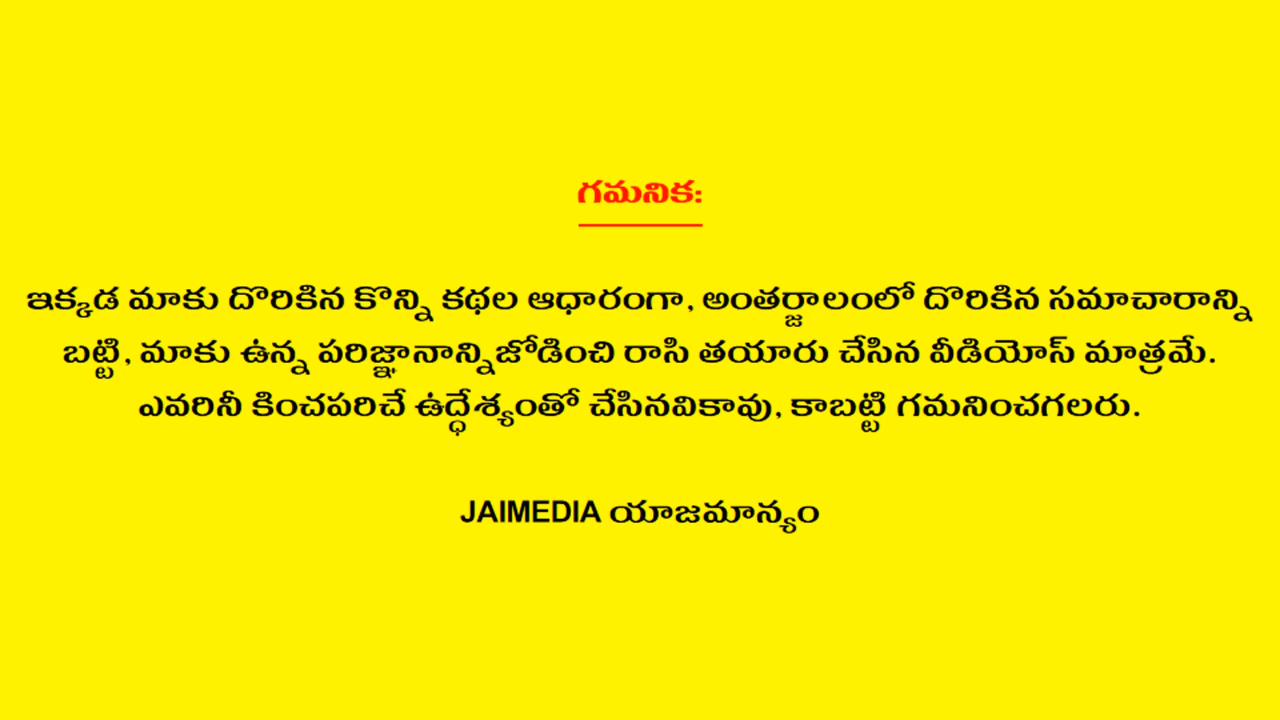 గమనిక:
ఇక్కడ మాకు దొరికిన కొన్ని కథల ఆధారంగా, అంతర్జాలంలో దొరికిన సమాచారాన్ని
బట్టి, మాకు ఉన్న పరిజ్ఞానాన్నిజోడించి రాసి తయారు చేసిన వీడియోస్ మాత్రమే.
ఎవరినీ కించపరిచే ఉద్ధేశ్యంతో చేసినవికావు, కాబట్టి గమనించగలరు.
JAIMEDIA యాజమాన్యం